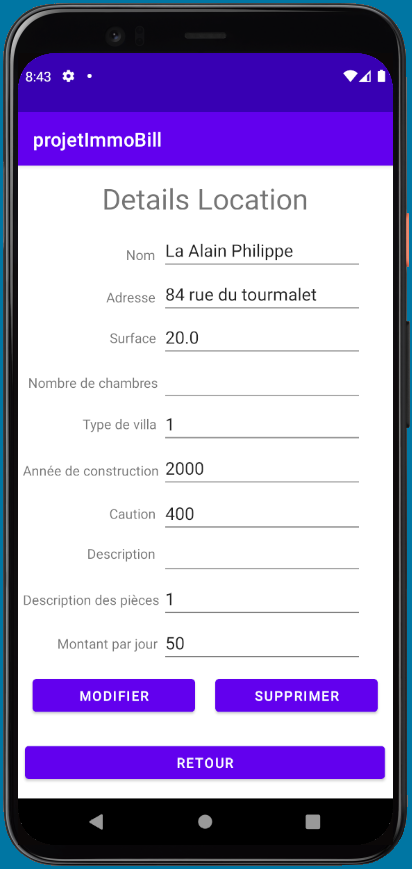 8:43
projetImmoBill
Details Location
Nom La Alain Philippe
Adresse 84 rue du tourmalet
Surface 20.0
Nombre de chambres
Type de villa 1
Année de construction 2000
Caution 400
Description
Description des pièces 1
Montant par jour 50
MODIFIER SUPPRIMER
RETOUR